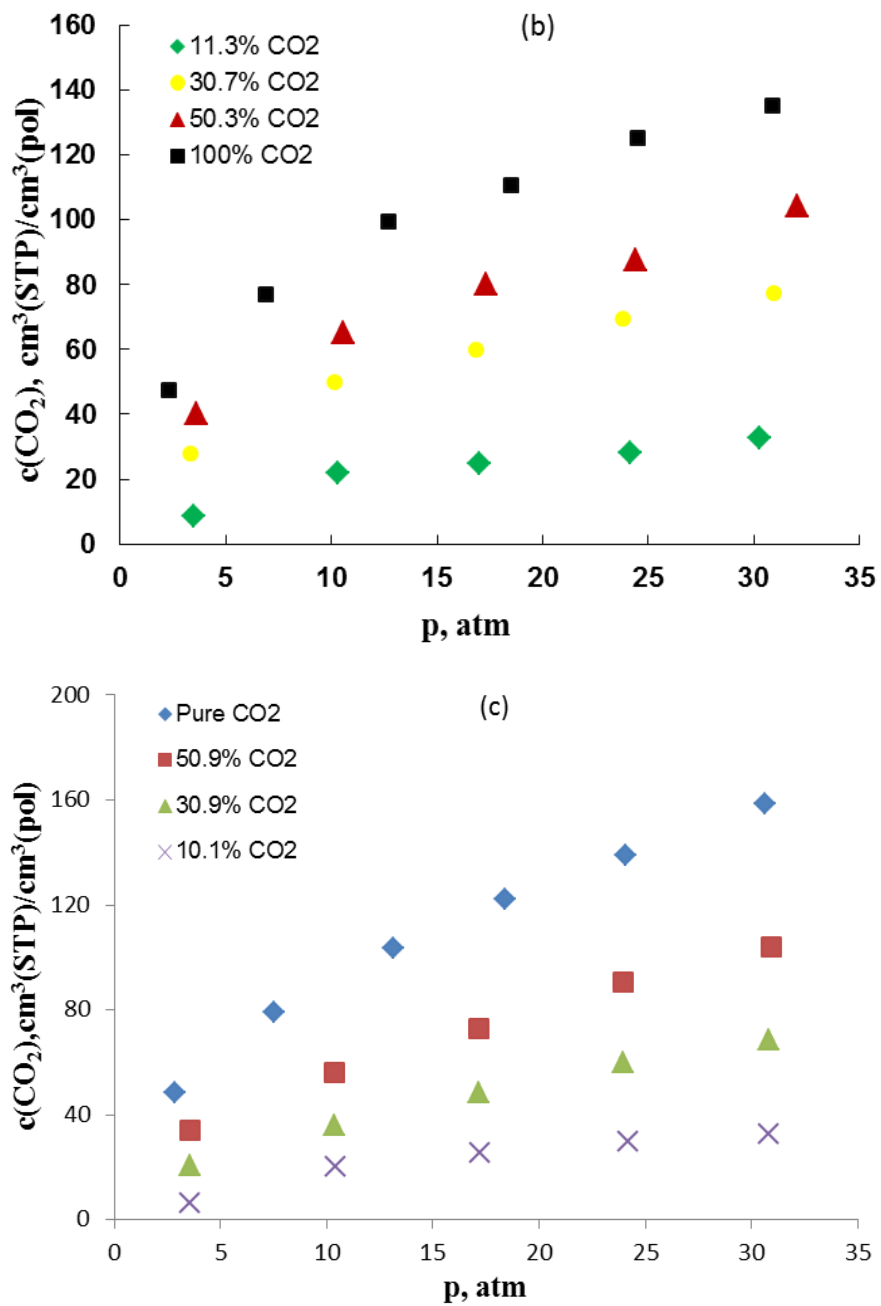 (b)
160
140
120
100
80
60
40
20
0
11.3% CO2
30.7% CO2
50.3% CO2
100% CO2
c(CO₂), cm³(STP)/cm³(pol)
0 5 10 15 20 25 30 35
p, atm
(c)
200
160
120
80
40
0
Pure CO2
50.9% CO2
30.9% CO2
10.1% CO2
c(CO₂),cm³(STP)/cm³(pol)
0 5 10 15 20 25 30 35
p, atm